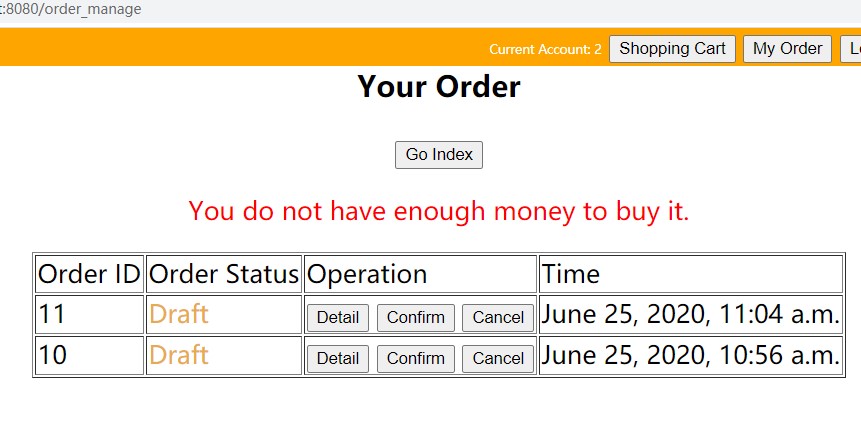 :8080/order_manage
Current Account: 2 Shopping Cart My Order
Your Order
Go Index
You do not have enough money to buy it.
Order ID Order Status Operation Time
11 Draft Detail Confirm Cancel June 25, 2020, 11:04 a.m.
10 Draft Detail Confirm Cancel June 25, 2020, 10:56 a.m.